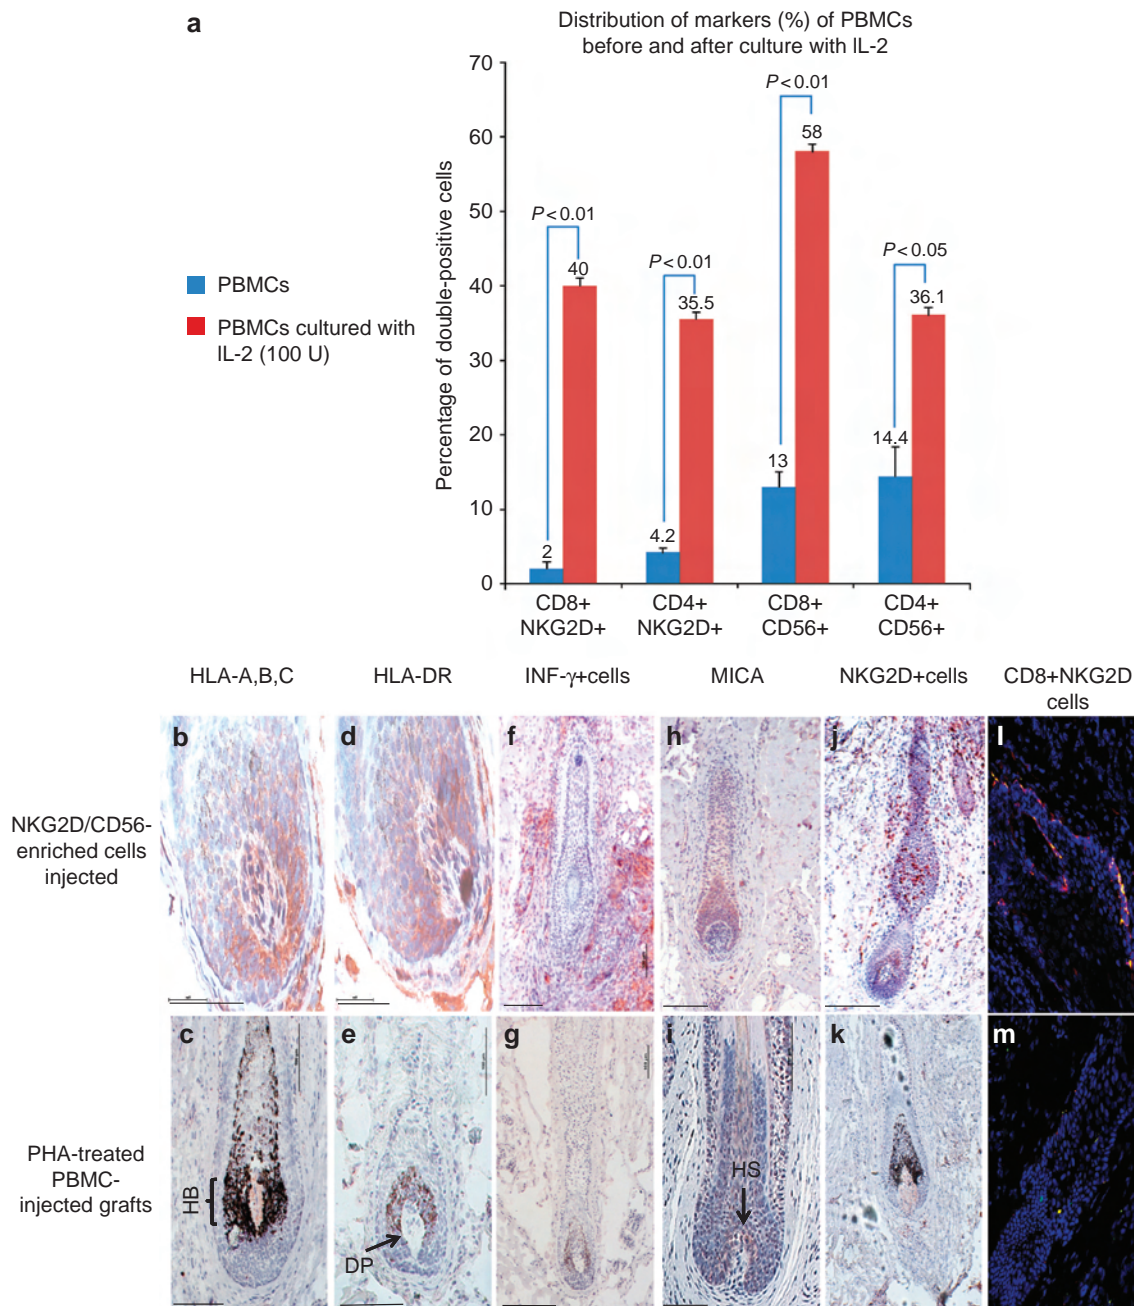 a
Distribution of markers (%) of PBMCs
before and after culture with IL-2
Percentage of double-positive cells
70
60
50
40
30
20
10
0
P<0.01
P<0.01
P<0.01
P<0.05
2
40
4.2
35.5
13
58
14.4
36.1
PBMCs
PBMCs cultured with
IL-2 (100 U)
CD8+
NKG2D+
CD4+
NKG2D+
CD8+
CD56+
CD4+
CD56+
HLA-A,B,C
HLA-DR
INF-γ+cells
MICA
NKG2D+cells
CD8+NKG2D
cells
NKG2D/CD56-
enriched cells
injected
b
d
f
h
j
l
PHA-treated
PBMC-
injected grafts
c
e
g
i
k
m
HB
DP
HS